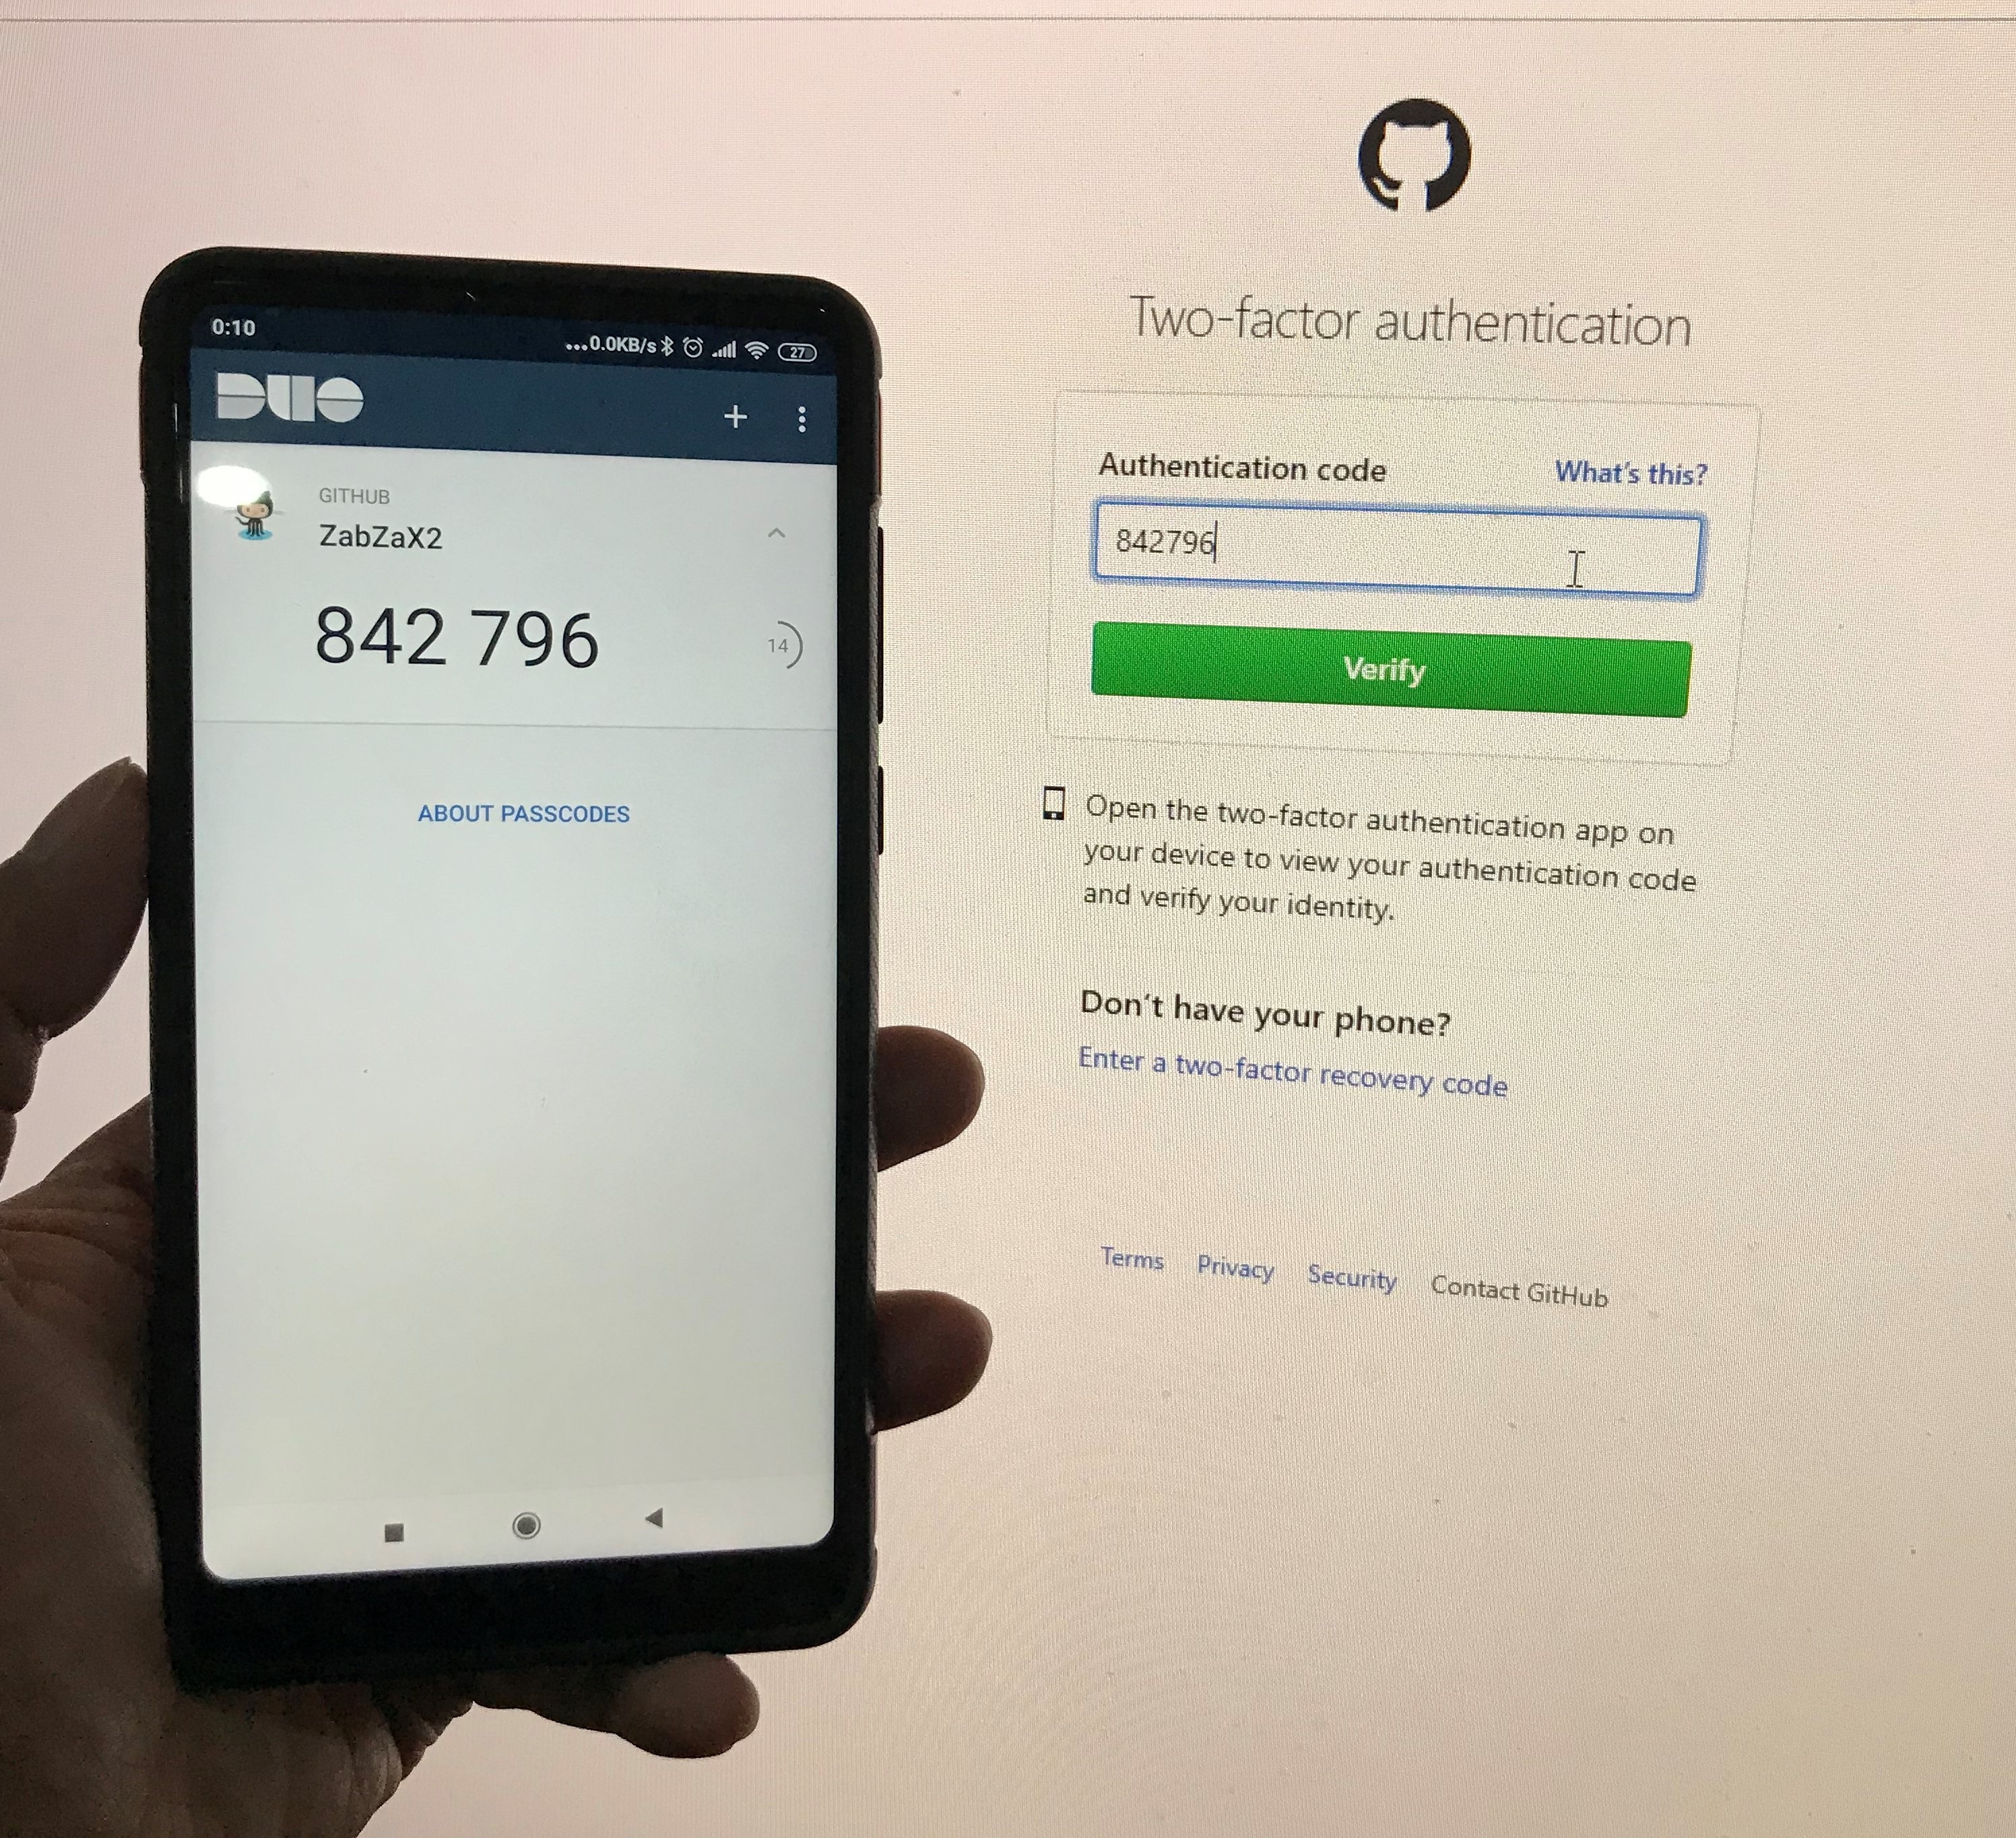 0:10
...0.0KB/s 27
DUO
GITHUB
ZabZaX2
842 796
14
ABOUT PASSCODES
Two-factor authentication
Authentication code What's this?
842796
Verify
Open the two-factor authentication app on
your device to view your authentication code
and verify your identity.
Don't have your phone?
Enter a two-factor recovery code
Terms Privacy Security Contact GitHub